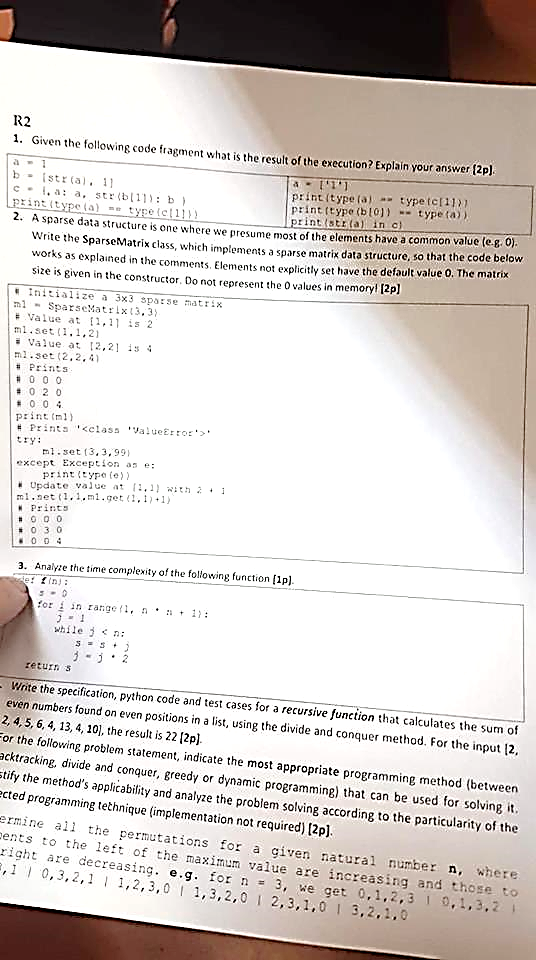 R2
1. Given the following code fragment what is the result of the execution? Explain your answer [2p].
a = 1
b = [str(a), 1]
c = { a: a, str(b[1]): b }
print(type(a) == type(c[1]))
a = ['1']
print(type(a) == type(c[1]))
print(type(b[0]) == type(a))
print(str(a) in c)
2. A sparse data structure is one where we presume most of the elements have a common value (e.g. 0).
Write the SparseMatrix class, which implements a sparse matrix data structure, so that the code below
works as explained in the comments. Elements not explicitly set have the default value 0. The matrix
size is given in the constructor. Do not represent the 0 values in memory! [2p]
# Initialize a 3x3 sparse matrix
m1 = SparseMatrix(3,3)
# Value at [1,1] is 2
m1.set(1,1,2)
# Value at [2,2] is 4
m1.set(2,2,4)
# Prints
# 0 0 0
# 0 2 0
# 0 0 4
print(m1)
# Prints '<class 'ValueError'>'
try:
m1.set(3,3,99)
except Exception as e:
print(type(e))
# Update value at [1,1] with 2 + 1
m1.set(1,1,m1.get(1,1)+1)
# Prints
# 0 0 0
# 0 3 0
# 0 0 4
3. Analyze the time complexity of the following function [1p].
def f(n):
s = 0
for i in range(1, n * n + 1):
j = 1
while j < n:
s = s + j
j = j * 2
return s
Write the specification, python code and test cases for a recursive function that calculates the sum of
even numbers found on even positions in a list, using the divide and conquer method. For the input [2,
2, 4, 5, 6, 4, 13, 4, 10], the result is 22 [2p].
For the following problem statement, indicate the most appropriate programming method (between
acktracking, divide and conquer, greedy or dynamic programming) that can be used for solving it.
stify the method's applicability and analyze the problem solving according to the particularity of the
ected programming technique (implementation not required) [2p].
ermine all the permutations for a given natural number n, where
ments to the left of the maximum value are increasing and those to
right are decreasing. e.g. for n = 3, we get 0,1,2,3 | 0,1,3,2 |
,1 | 0,3,2,1 | 1,2,3,0 | 1,3,2,0 | 2,3,1,0 | 3,2,1,0